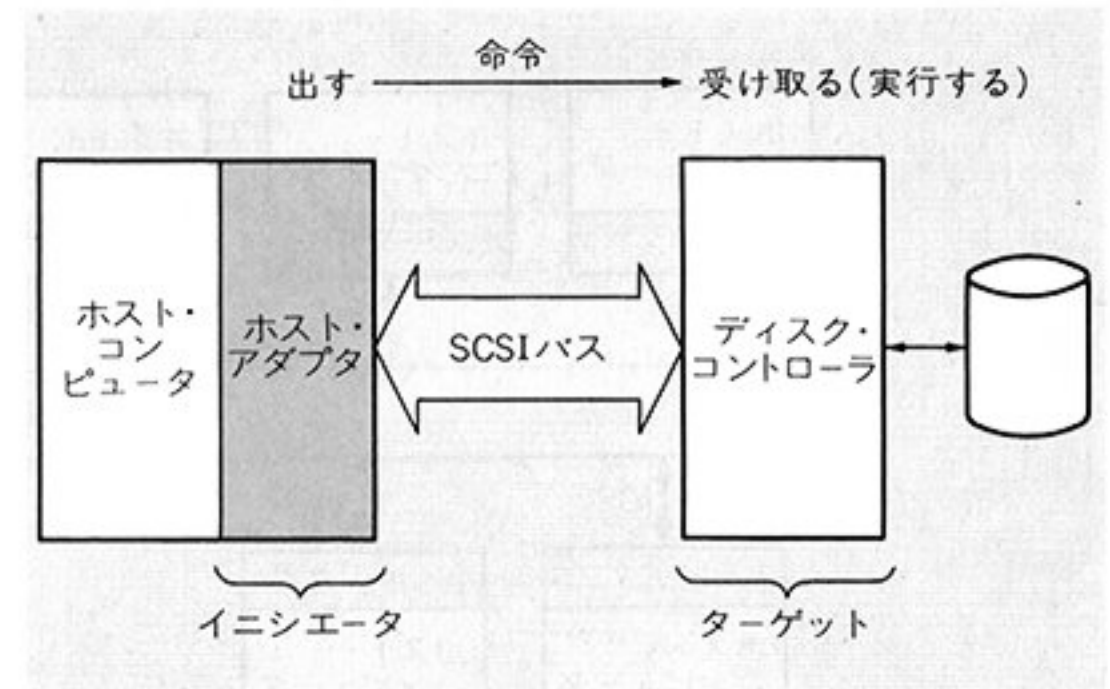 命令
出す
受け取る(実行する)
ホスト・
コン
ピュータ
ホスト・
アダプタ
SCSIバス
ディスク・
コントローラ
イニシエータ
ターゲット